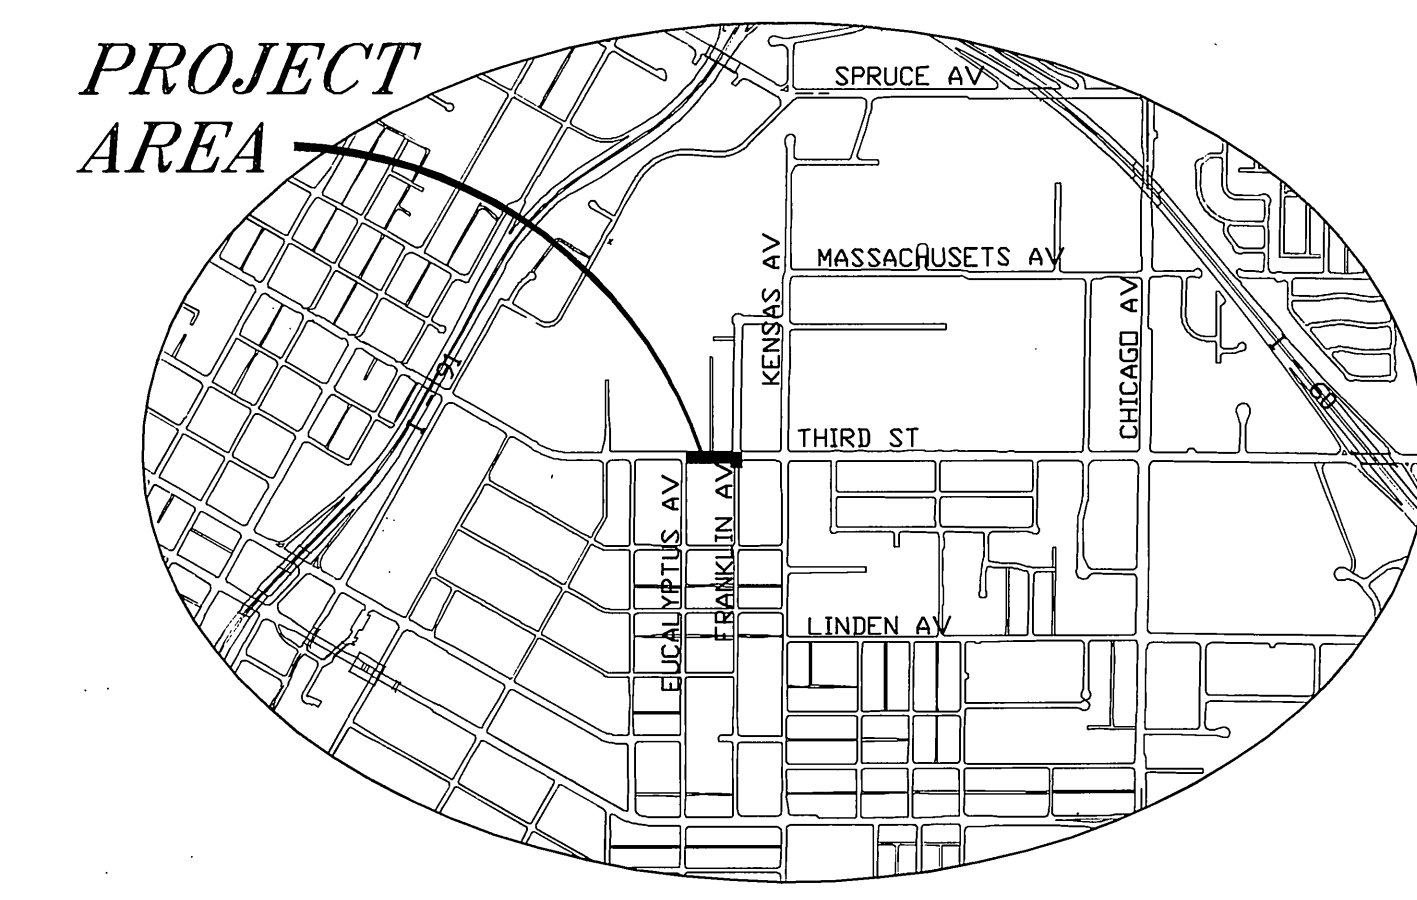 PROJECT
AREA
SPRUCE AV
KENSAS AV
MASSACHUSETS AV
CHICAGO AV
91
60
THIRD ST
EUCALYPTUS AV
FRANKLIN AV
LINDEN AV